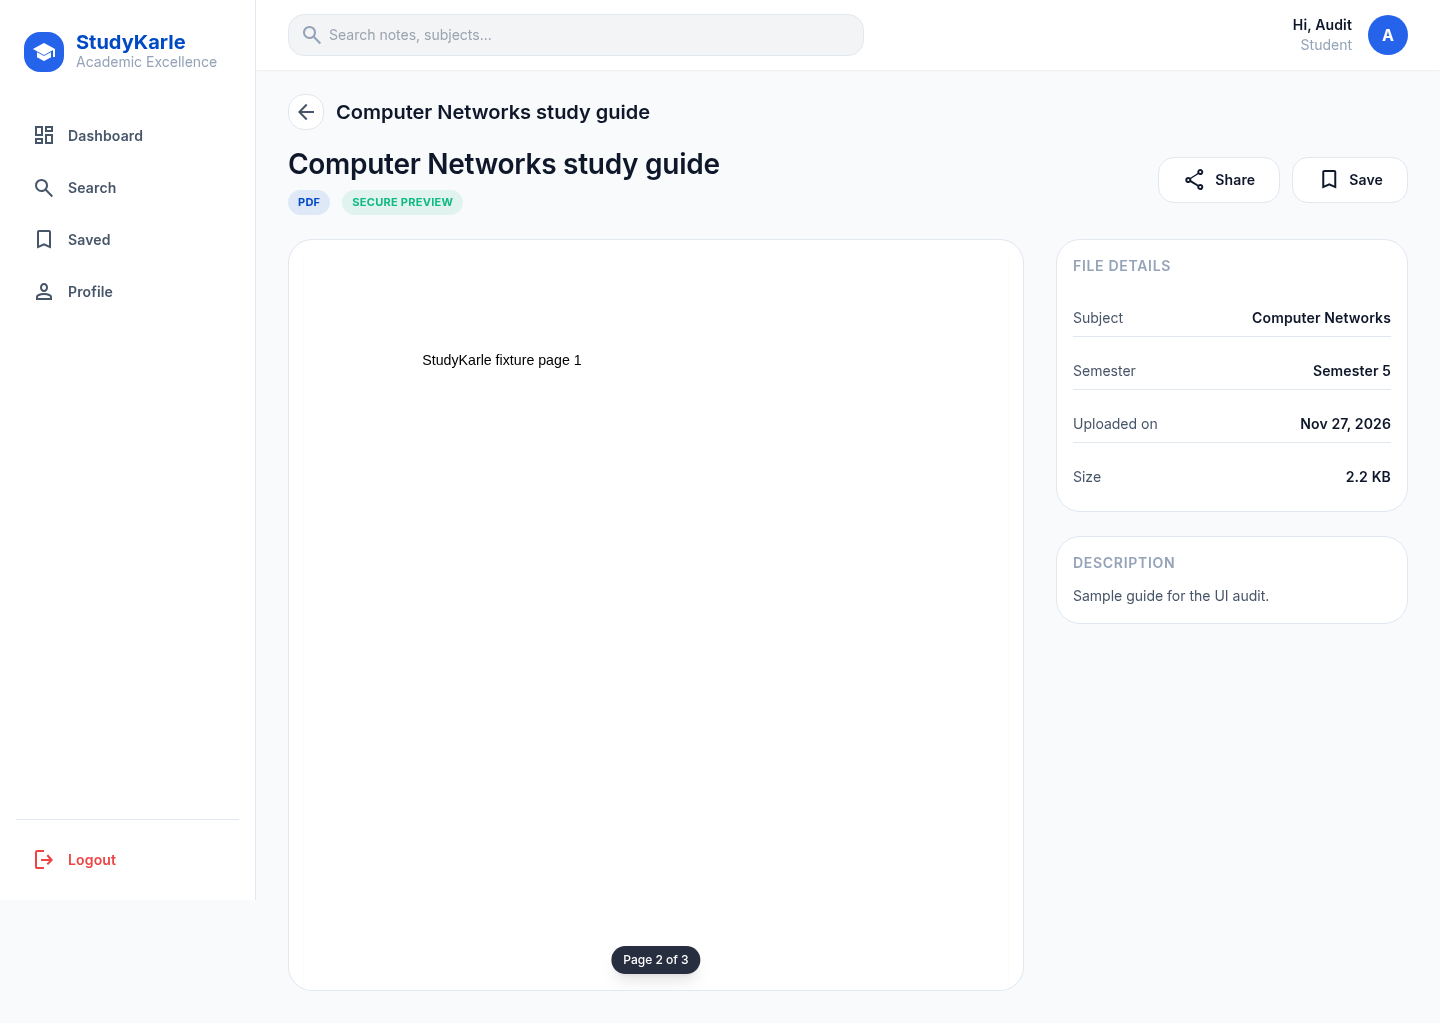 StudyKarle
Academic Excellence
Dashboard
Search
Saved
Profile
Logout
Search notes, subjects...
Hi, Audit
Student
A
Computer Networks study guide
Computer Networks study guide
PDF
SECURE PREVIEW
Share
Save
StudyKarle fixture page 1
Page 2 of 3
FILE DETAILS
Subject Computer Networks
Semester Semester 5
Uploaded on Nov 27, 2026
Size 2.2 KB
DESCRIPTION
Sample guide for the UI audit.